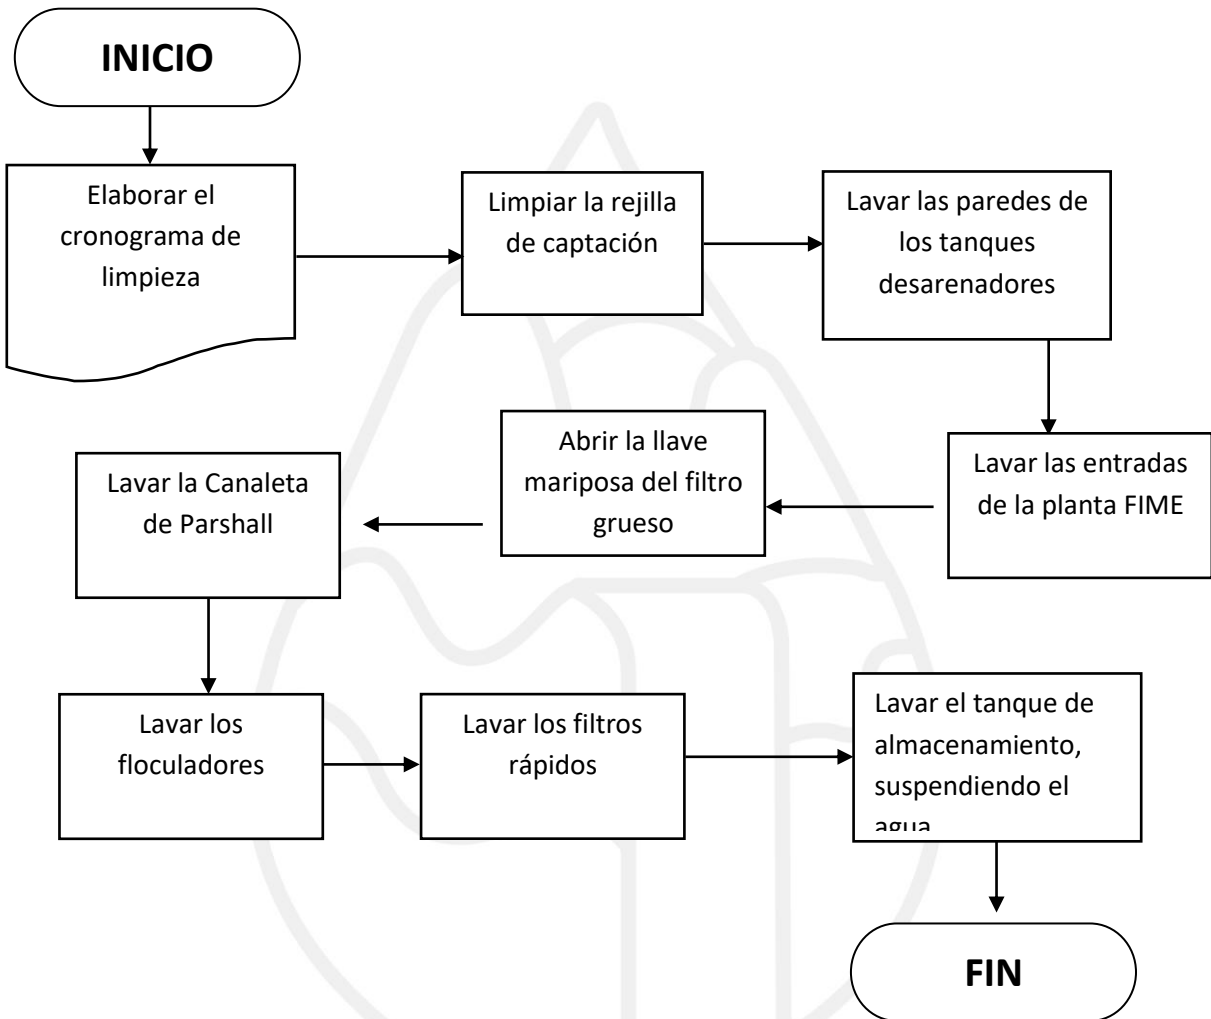 INICIO
Elaborar el
cronograma de
limpieza
Limpiar la rejilla
de captación
Lavar las paredes de
los tanques
desarenadores
Lavar las entradas
de la planta FIME
Abrir la llave
mariposa del filtro
grueso
Lavar la Canaleta
de Parshall
Lavar los
floculadores
Lavar los filtros
rápidos
Lavar el tanque de
almacenamiento,
suspendiendo el
agua
FIN